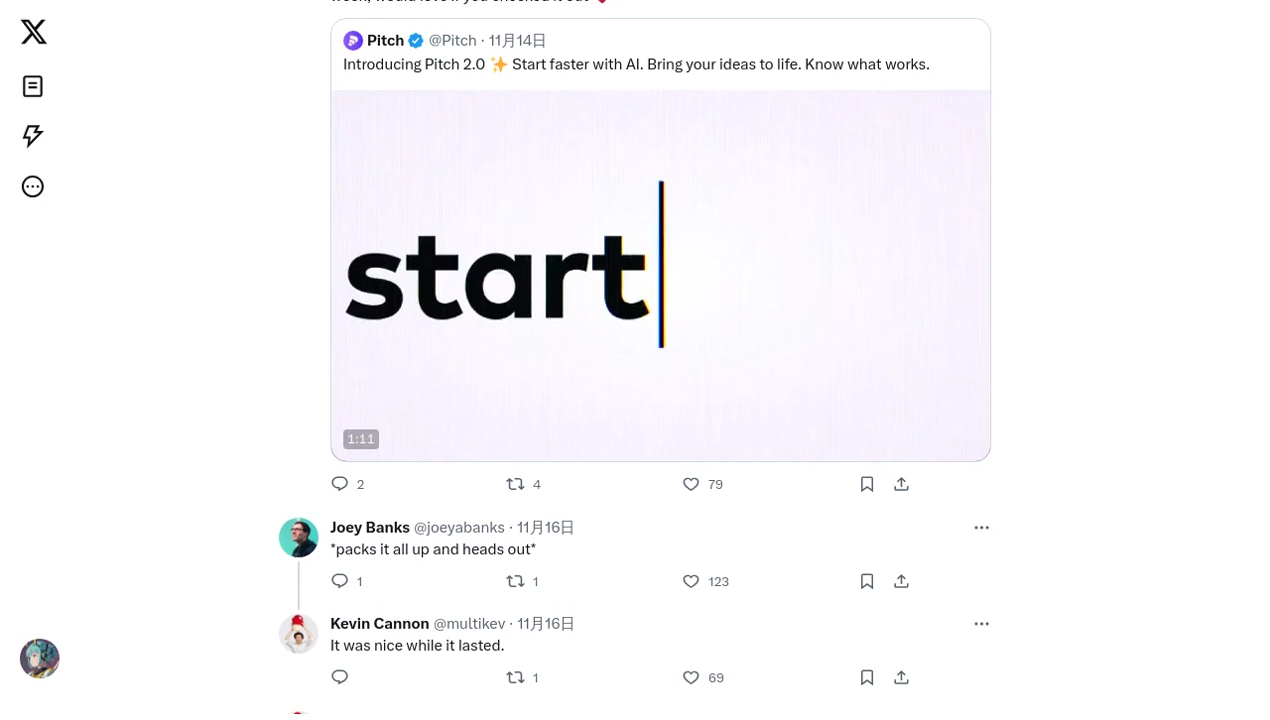 Pitch @Pitch · 11月14日
Introducing Pitch 2.0 ✨ Start faster with AI. Bring your ideas to life. Know what works.
start
1:11
2 4 79
Joey Banks @joeyabanks · 11月16日
*packs it all up and heads out*
1 1 123
Kevin Cannon @multikev · 11月16日
It was nice while it lasted.
1 69